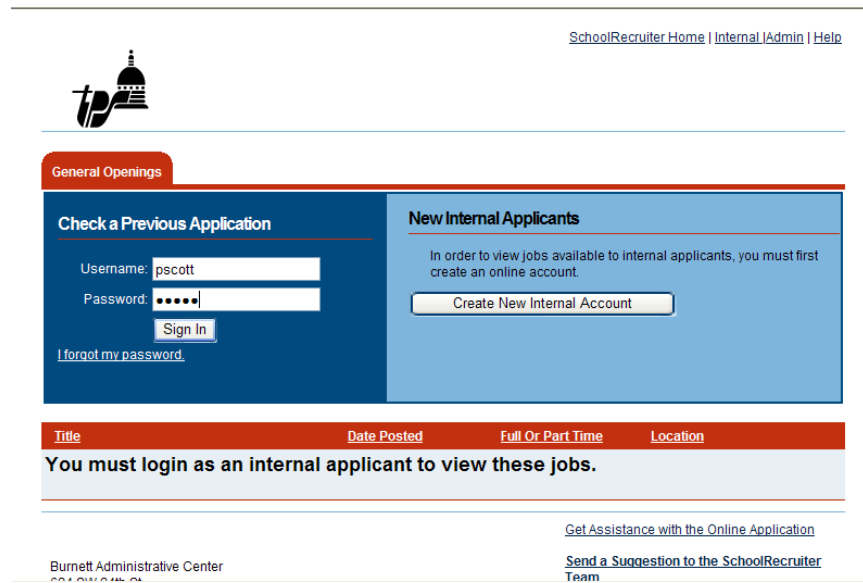 SchoolRecruiter Home | Internal |Admin | Help
tps
General Openings
Check a Previous Application
Username: pscott
Password: •••••
Sign In
I forgot my password.
New Internal Applicants
In order to view jobs available to internal applicants, you must first
create an online account.
Create New Internal Account
Title Date Posted Full Or Part Time Location
You must login as an internal applicant to view these jobs.
Get Assistance with the Online Application
Send a Suggestion to the SchoolRecruiter
Team
Burnett Administrative Center